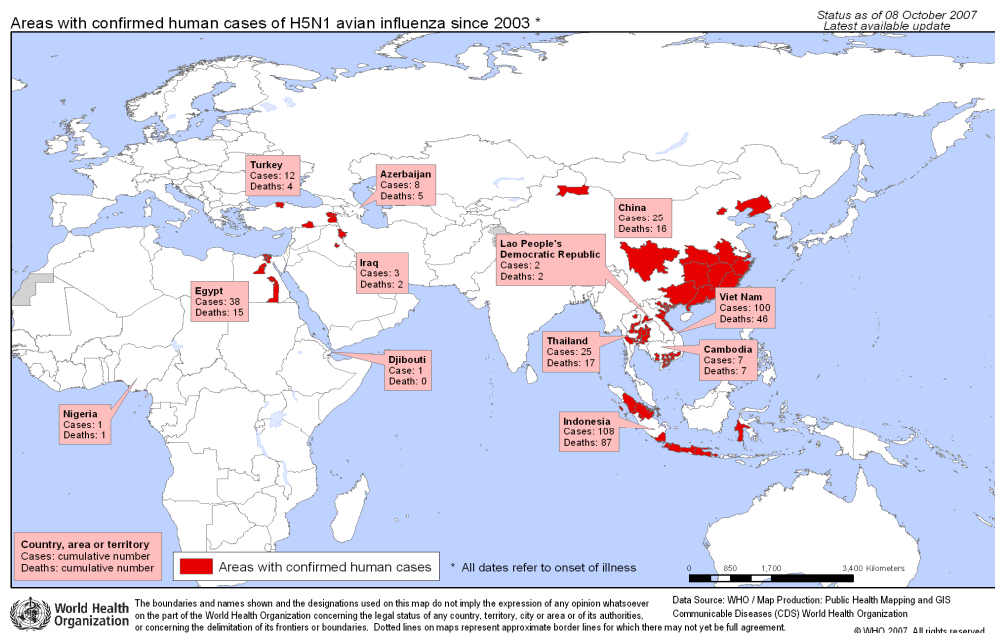 Areas with confirmed human cases of H5N1 avian influenza since 2003 *
Status as of 08 October 2007
Latest available update
Turkey
Cases: 12
Deaths: 4
Azerbaijan
Cases: 8
Deaths: 5
China
Cases: 25
Deaths: 16
Lao People's
Democratic Republic
Cases: 2
Deaths: 2
Iraq
Cases: 3
Deaths: 2
Egypt
Cases: 38
Deaths: 15
Viet Nam
Cases: 100
Deaths: 46
Thailand
Cases: 25
Deaths: 17
Cambodia
Cases: 7
Deaths: 7
Djibouti
Case: 1
Death: 0
Nigeria
Cases: 1
Deaths: 1
Indonesia
Cases: 108
Deaths: 87
Country, area or territory
Cases: cumulative number
Deaths: cumulative number
Areas with confirmed human cases
* All dates refer to onset of illness
0 850 1,700 3,400 Kilometers
World Health
Organization
The boundaries and names shown and the designations used on this map do not imply the expression of any opinion whatsoever
on the part of the World Health Organization concerning the legal status of any country, territory, city or area or of its authorities,
or concerning the delimitation of its frontiers or boundaries. Dotted lines on maps represent approximate border lines for which there may not yet be full agreement.
Data Source: WHO / Map Production: Public Health Mapping and GIS
Communicable Diseases (CDS) World Health Organization
© WHO 2007. All rights reserved